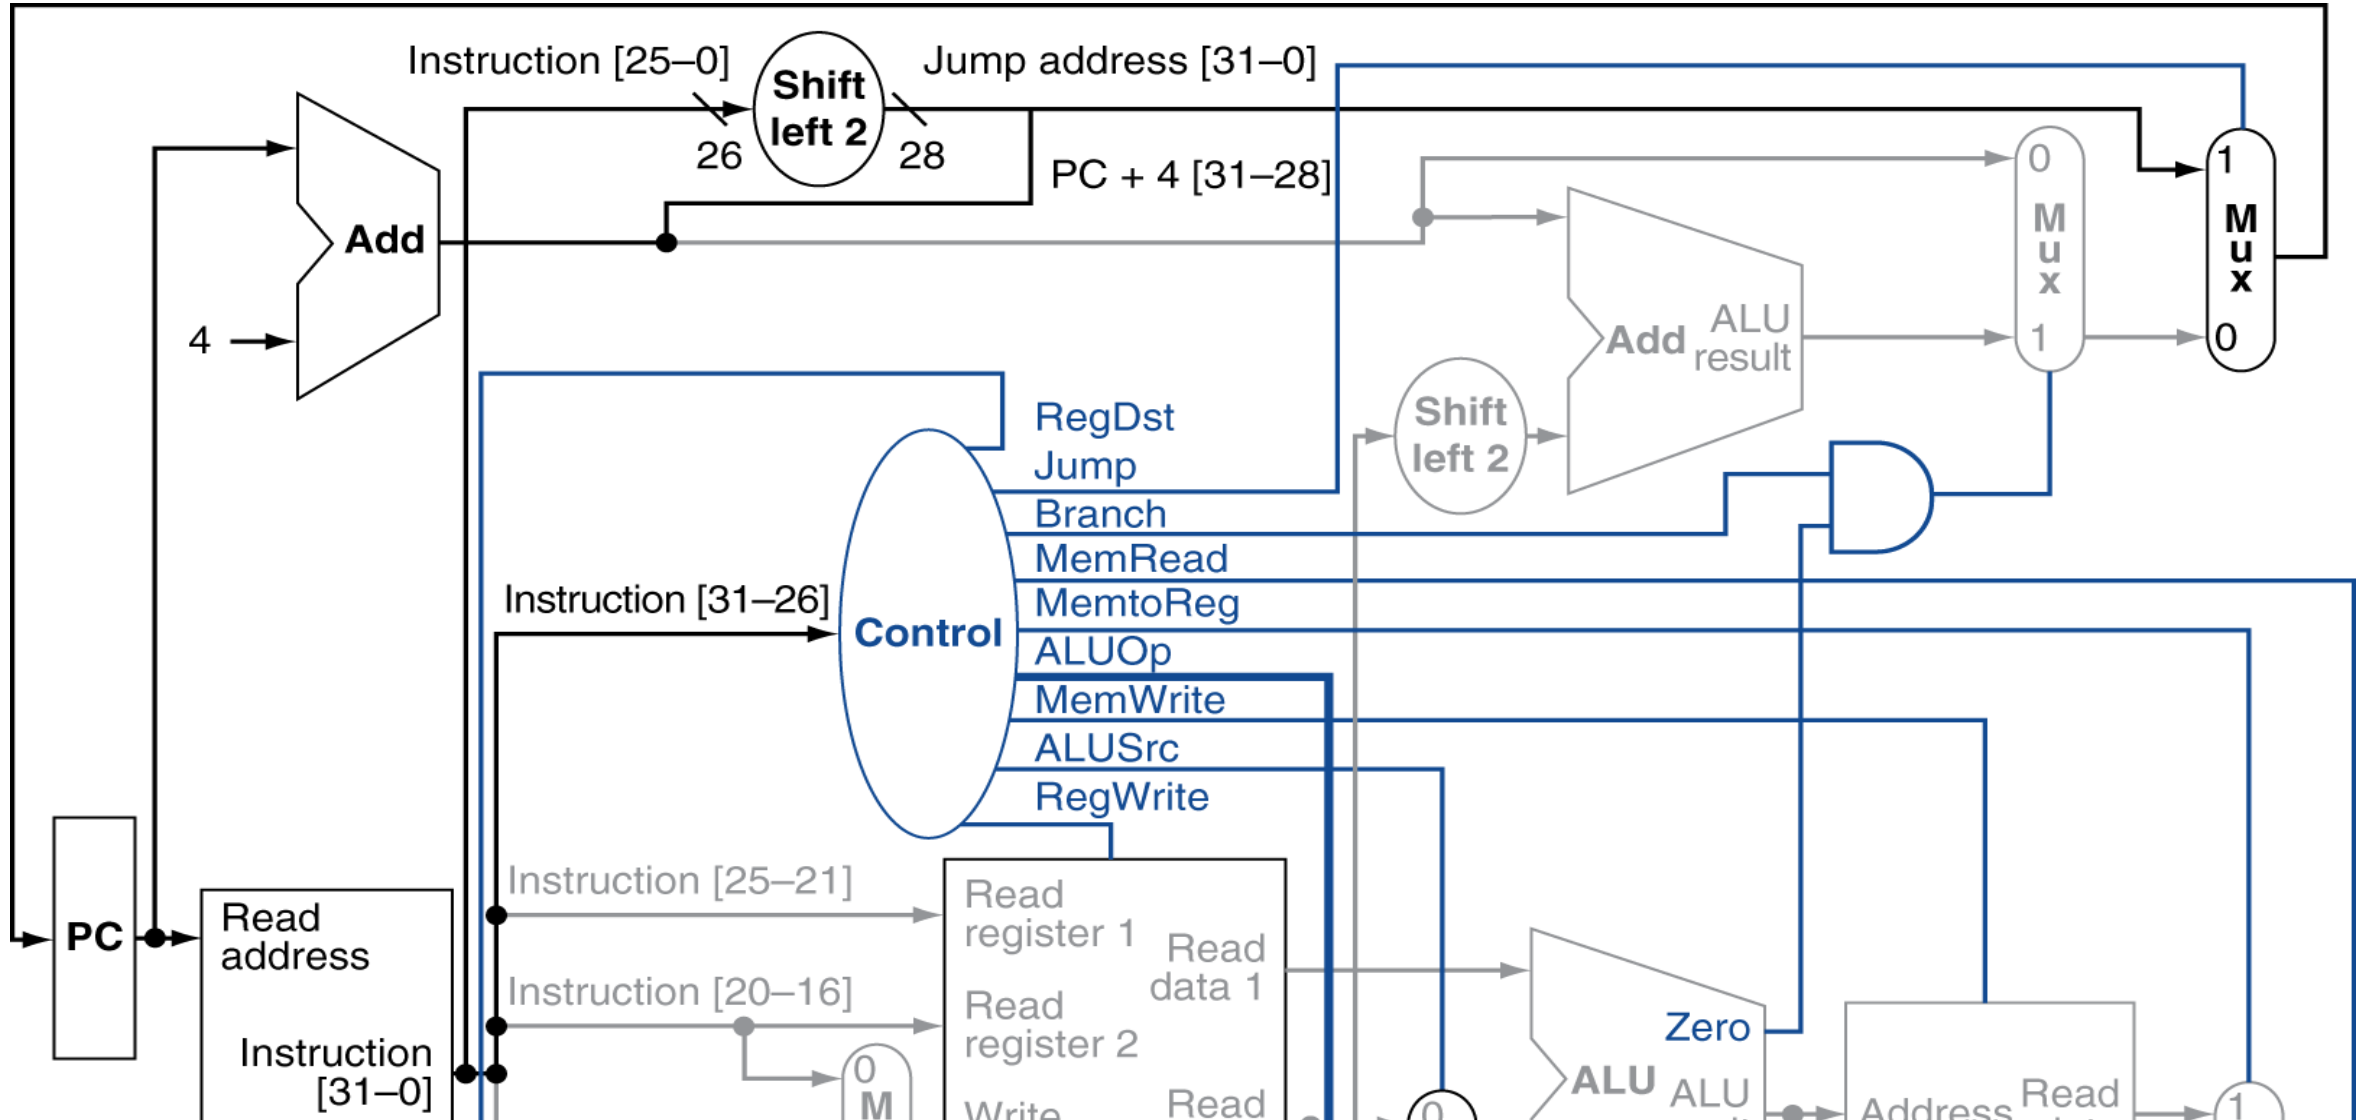 Instruction [25–0]
Shift
left 2
Jump address [31–0]
26
28
PC + 4 [31–28]
Add
4
0
M
u
x
1
1
M
u
x
0
Add
ALU
result
Shift
left 2
RegDst
Jump
Branch
MemRead
MemtoReg
ALUOp
MemWrite
ALUSrc
RegWrite
Instruction [31–26]
Control
PC
Read
address
Instruction
[31–0]
Instruction [25–21]
Instruction [20–16]
0
M
Read
register 1
Read
data 1
Read
register 2
Write
Read
0
Zero
ALU
ALU
Address
Read
1